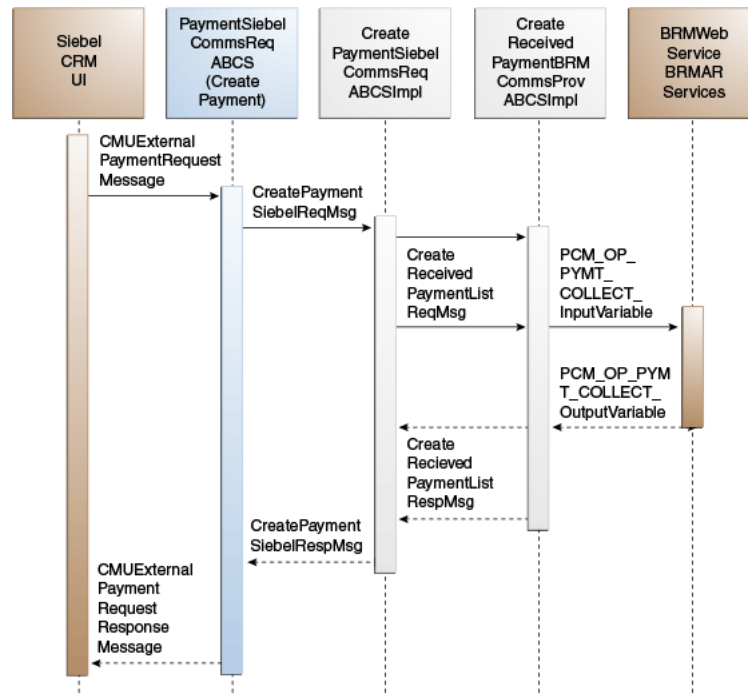 Siebel
CRM
UI
PaymentSiebel
CommsReq
ABCS
(Create
Payment)
Create
PaymentSiebel
CommsReq
ABCSImpl
Create
Received
PaymentBRM
CommsProv
ABCSImpl
BRMWeb
Service
BRMAR
Services
CMUExternal
PaymentRequest
Message
CreatePayment
SiebelReqMsg
Create
Received
PaymentList
ReqMsg
PCM_OP_
PYMT_
COLLECT_
InputVariable
PCM_OP_PYM
T_COLLECT_
OutputVariable
Create
Recieved
PaymentList
RespMsg
CreatePayment
SiebelRespMsg
CMUExternal
Payment
Request
Response
Message